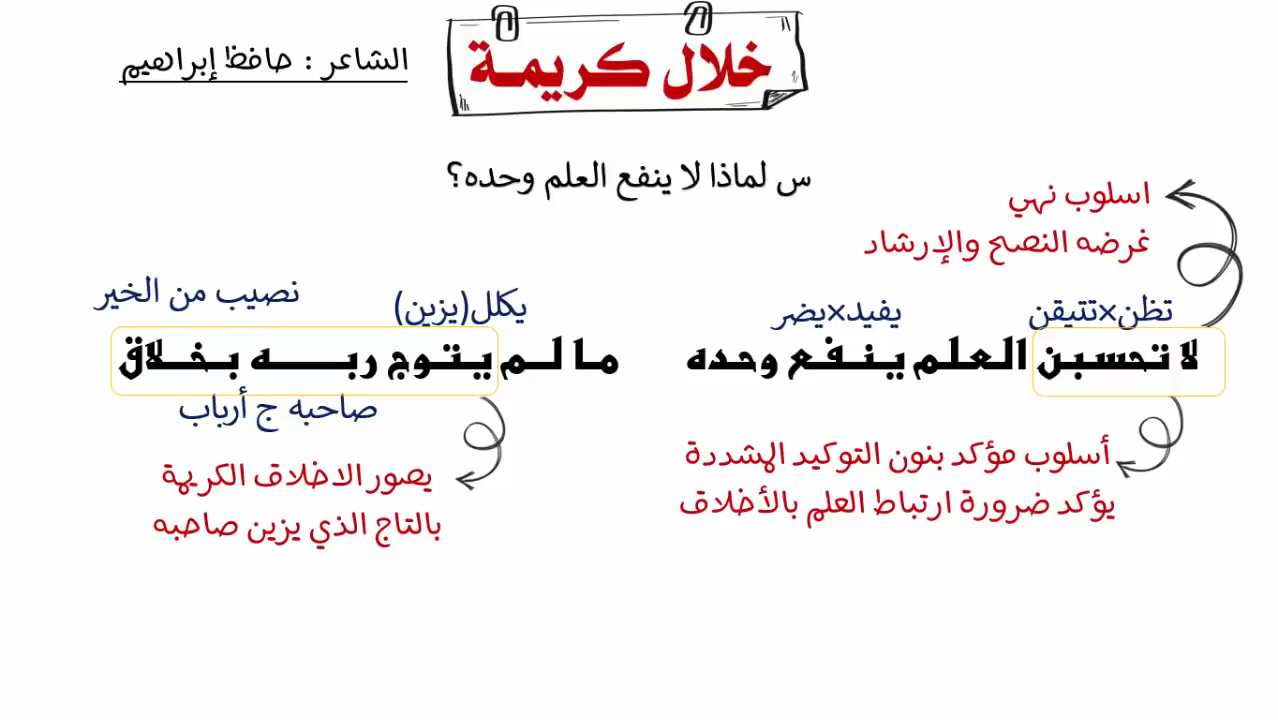 خلال كريمة
الشاعر : حافظ إبراهيم
س لماذا لا ينفع العلم وحده؟
اسلوب نهي
غرضه النصح والإرشاد
تظن×تتيقن
يفيد×يضر
يكلل(يزين)
نصيب من الخير
لا تحسبن العلم ينفع وحده
ما لم يتوج ربه بخلاق
صاحبه ج أرباب
أسلوب مؤكد بنون التوكيد المشددة
يؤكد ضرورة ارتباط العلم بالأخلاق
يصور الاخلاق الكريمة
بالتاج الذي يزين صاحبه